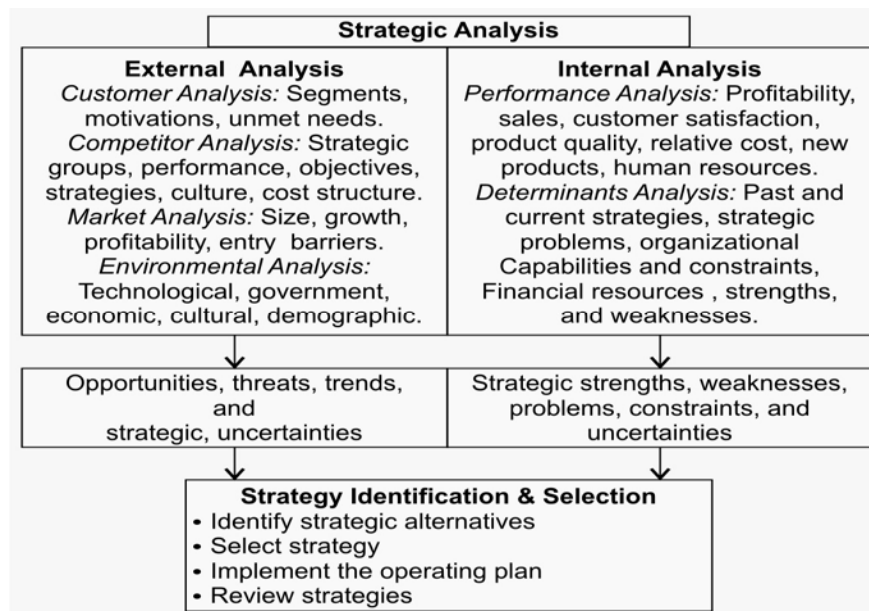 Strategic Analysis
External Analysis
Customer Analysis: Segments,
motivations, unmet needs.
Competitor Analysis: Strategic
groups, performance, objectives,
strategies, culture, cost structure.
Market Analysis: Size, growth,
profitability, entry barriers.
Environmental Analysis:
Technological, government,
economic, cultural, demographic.
Internal Analysis
Performance Analysis: Profitability,
sales, customer satisfaction,
product quality, relative cost, new
products, human resources.
Determinants Analysis: Past and
current strategies, strategic
problems, organizational
Capabilities and constraints,
Financial resources , strengths,
and weaknesses.
Opportunities, threats, trends,
and
strategic, uncertainties
Strategic strengths, weaknesses,
problems, constraints, and
uncertainties
Strategy Identification & Selection
• Identify strategic alternatives
• Select strategy
• Implement the operating plan
• Review strategies